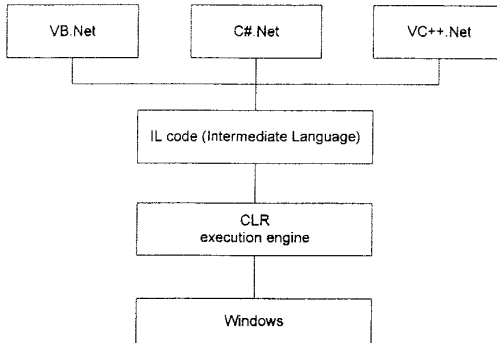 VB.Net
C#.Net
VC++.Net
IL code (Intermediate Language)
CLR
execution engine
Windows